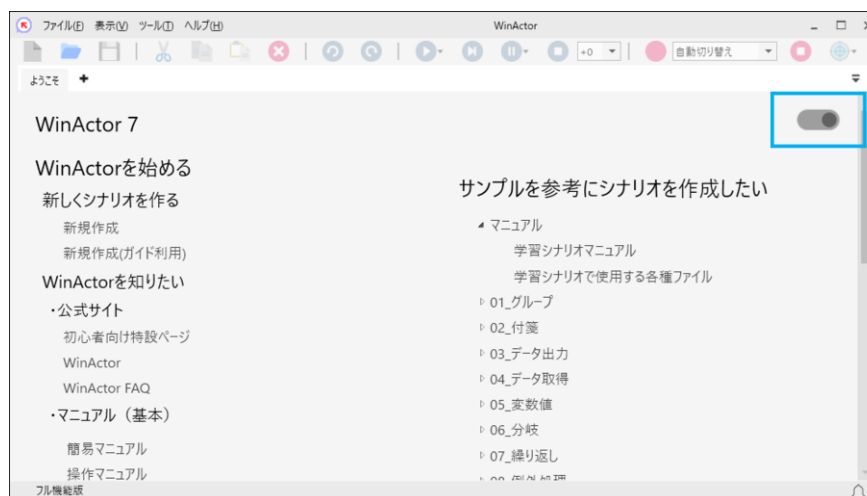 ファイル(F) 表示(V) ツール(T) ヘルプ(H)
WinActor
+0
自動切り替え
ようこそ
WinActor 7
WinActorを始める
新しくシナリオを作る
新規作成
新規作成(ガイド利用)
WinActorを知りたい
・公式サイト
初心者向け特設ページ
WinActor
WinActor FAQ
・マニュアル（基本）
簡易マニュアル
操作マニュアル
サンプルを参考にシナリオを作成したい
マニュアル
学習シナリオマニュアル
学習シナリオで使用する各種ファイル
01_グループ
02_付箋
03_データ出力
04_データ取得
05_変数値
06_分岐
07_繰り返し
08_例外処理
フル機能版